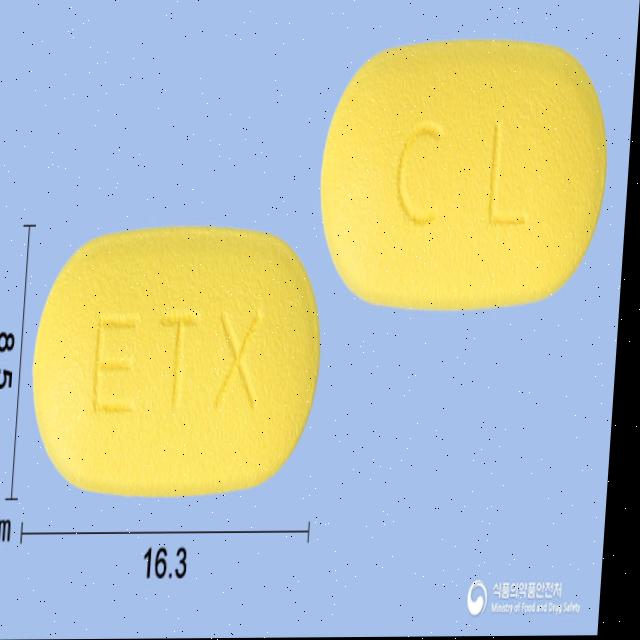 CL
ETX
8.5
m
16.3
식품의약품안전처
Ministry of Food and Drug Safety